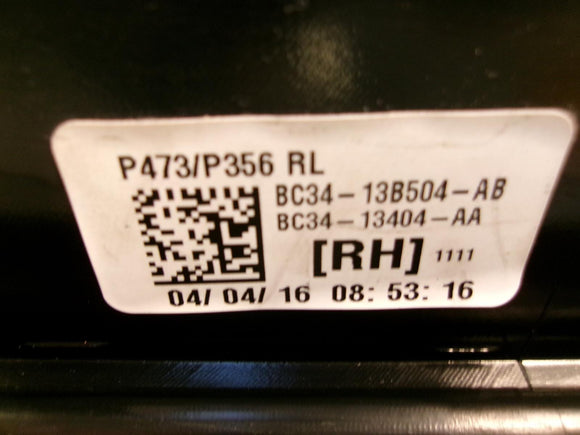 P473/P356 RL
BC34-13B504-AB
BC34-13404-AA
[RH] 1111
04/ 04/ 16 08: 53: 16